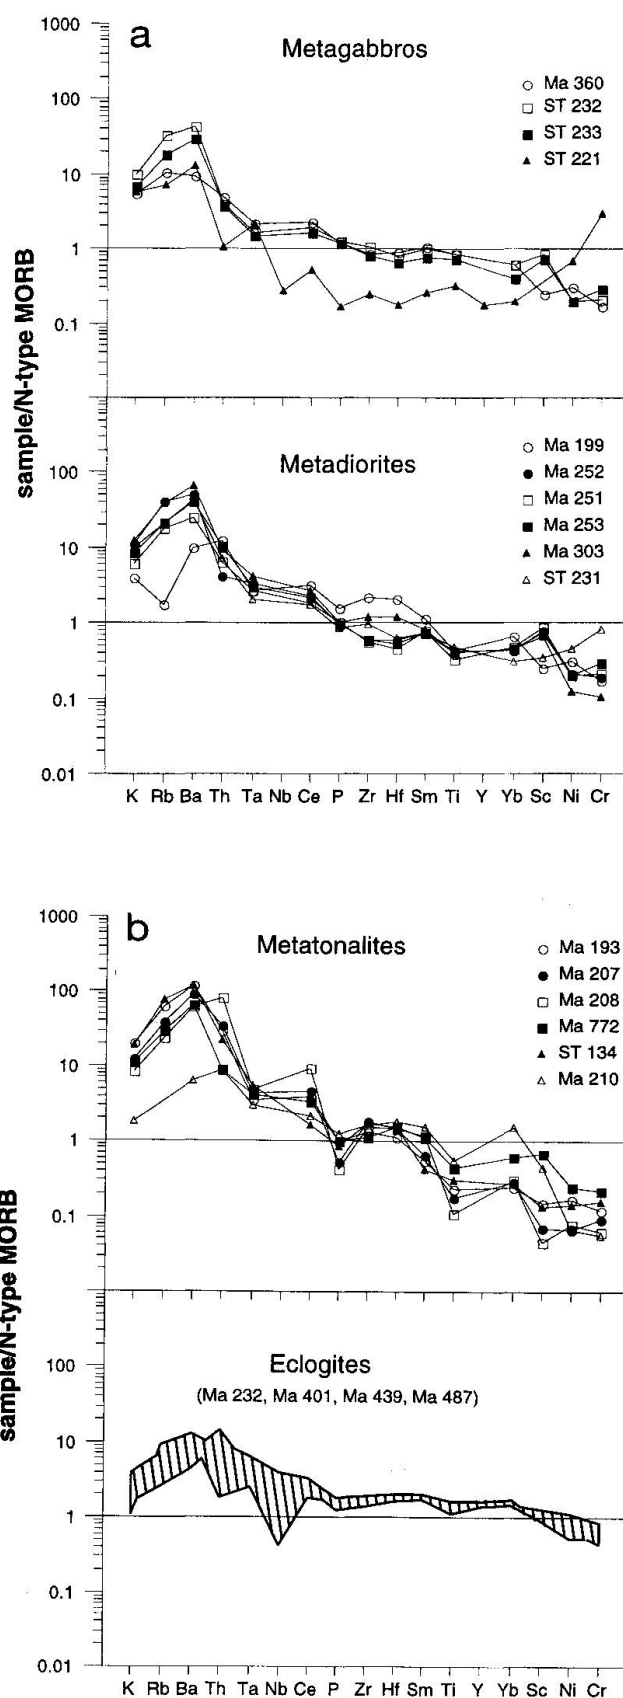 a
Metagabbros
1000
100
10
1
0.1
Ma 360
ST 232
ST 233
ST 221
sample/N-type MORB
Metadiorites
100
10
1
0.1
0.01
Ma 199
Ma 252
Ma 251
Ma 253
Ma 303
ST 231
K Rb Ba Th Ta Nb Ce P Zr Hf Sm Ti Y Yb Sc Ni Cr
b
Metatonalites
1000
100
10
1
0.1
Ma 193
Ma 207
Ma 208
Ma 772
ST 134
Ma 210
sample/N-type MORB
Eclogites
(Ma 232, Ma 401, Ma 439, Ma 487)
100
10
1
0.1
0.01
K Rb Ba Th Ta Nb Ce P Zr Hf Sm Ti Y Yb Sc Ni Cr